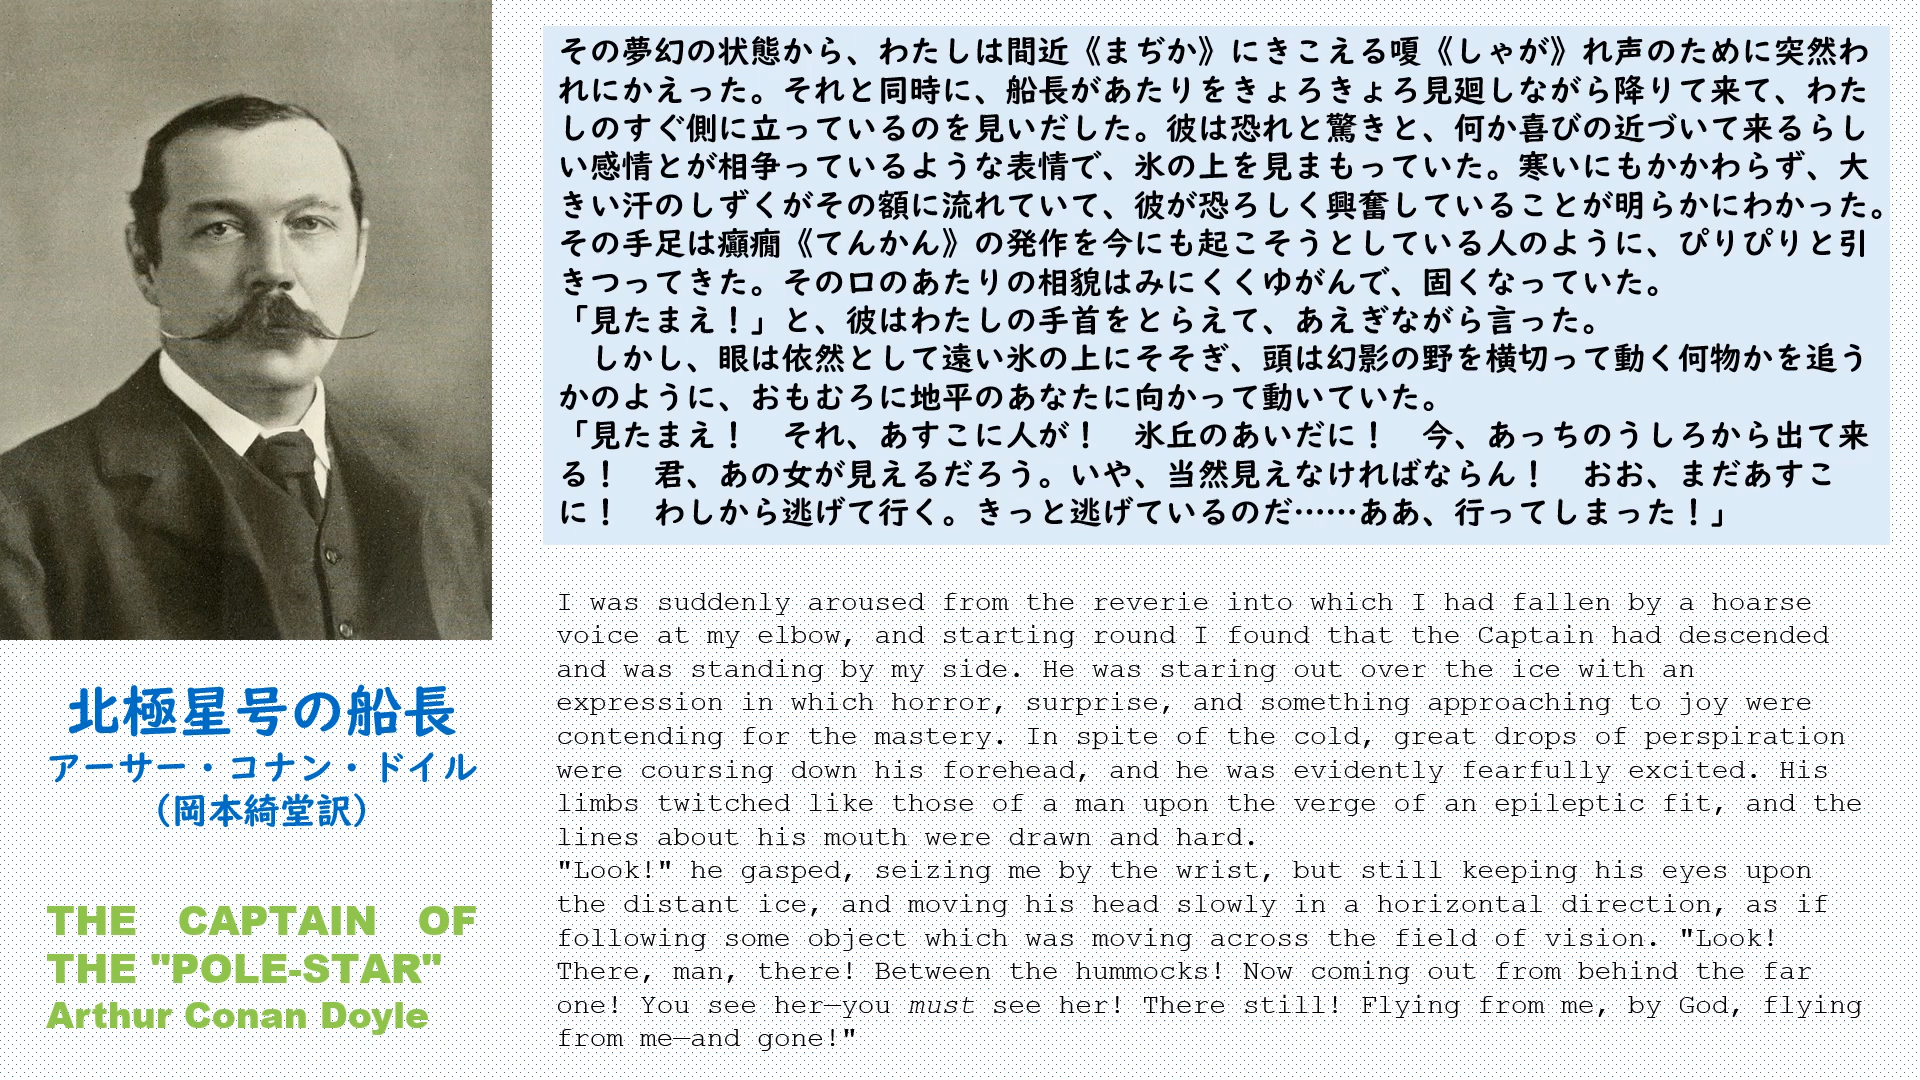 その夢幻の状態から、わたしは間近《まぢか》にきこえる嗄《しゃが》れ声のために突然わ
れにかえった。それと同時に、船長があたりをきょろきょろ見廻しながら降りて来て、わた
しのすぐ側に立っているのを見いだした。彼は恐れと驚きと、何か喜びの近づいて来るらし
い感情とが相争っているような表情で、氷の上を見まもっていた。寒いにもかかわらず、大
きい汗のしずくがその額に流れていて、彼が恐ろしく興奮していることが明らかにわかった。
その手足は癲癇《てんかん》の発作を今にも起こそうとしている人のように、ぴりぴりと引
きつってきた。その口のあたりの相貌はみにくくゆがんで、固くなっていた。
「見たまえ！」と、彼はわたしの手首をとらえて、あえぎながら言った。
　しかし、眼は依然として遠い氷の上にそそぎ、頭は幻影の野を横切って動く何物かを追う
かのように、おもむろに地平のあなたに向かって動いていた。
「見たまえ！　それ、あすこに人が！　氷丘のあいだに！　今、あっちのうしろから出て来
る！　君、あの女が見えるだろう。いや、当然見えなければならん！　おお、まだあすこ
に！　わしから逃げて行く。きっと逃げているのだ……ああ、行ってしまった！」
I was suddenly aroused from the reverie into which I had fallen by a hoarse
voice at my elbow, and starting round I found that the Captain had descended
and was standing by my side. He was staring out over the ice with an
expression in which horror, surprise, and something approaching to joy were
contending for the mastery. In spite of the cold, great drops of perspiration
were coursing down his forehead, and he was evidently fearfully excited. His
limbs twitched like those of a man upon the verge of an epileptic fit, and the
lines about his mouth were drawn and hard.
"Look!" he gasped, seizing me by the wrist, but still keeping his eyes upon
the distant ice, and moving his head slowly in a horizontal direction, as if
following some object which was moving across the field of vision. "Look!
There, man, there! Between the hummocks! Now coming out from behind the far
one! You see her—you must see her! There still! Flying from me, by God, flying
from me—and gone!"
北極星号の船長
アーサー・コナン・ドイル
（岡本綺堂訳）
THE CAPTAIN OF
THE "POLE-STAR"
Arthur Conan Doyle